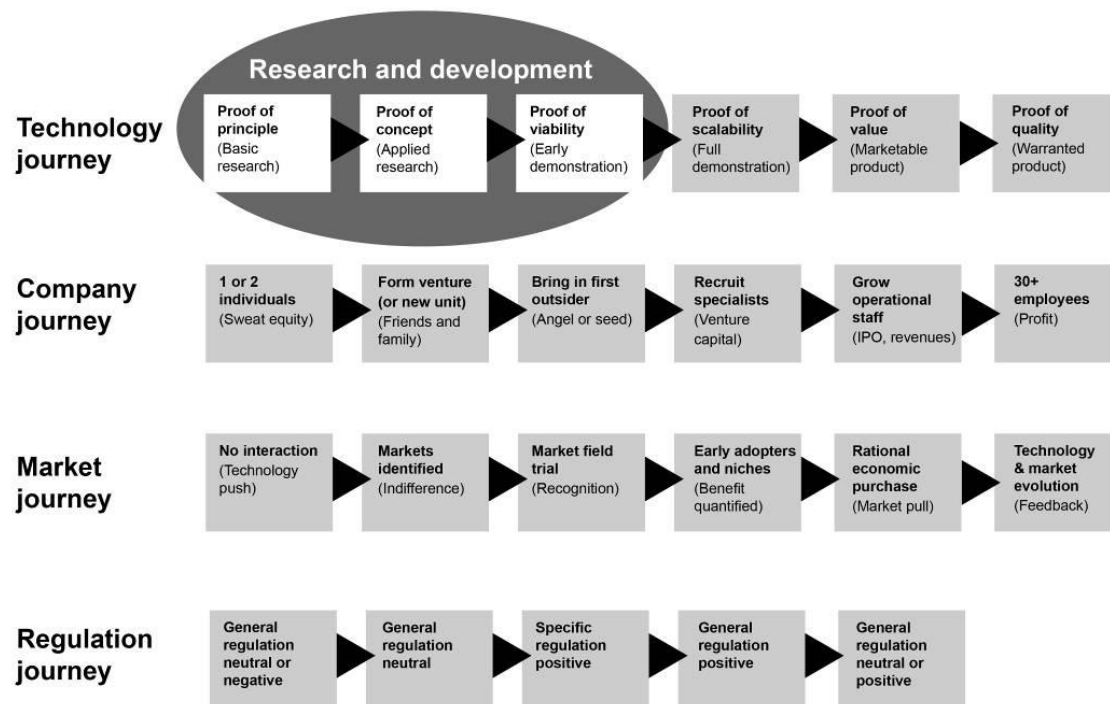 Research and development
Technology
journey
Proof of
principle
(Basic
research)
Proof of
concept
(Applied
research)
Proof of
viability
(Early
demonstration)
Proof of
scalability
(Full
demonstration)
Proof of
value
(Marketable
product)
Proof of
quality
(Warranted
product)
Company
journey
1 or 2
individuals
(Sweat equity)
Form venture
(or new unit)
(Friends and
family)
Bring in first
outsider
(Angel or seed)
Recruit
specialists
(Venture
capital)
Grow
operational
staff
(IPO, revenues)
30+
employees
(Profit)
Market
journey
No interaction
(Technology
push)
Markets
identified
(Indifference)
Market field
trial
(Recognition)
Early adopters
and niches
(Benefit
quantified)
Rational
economic
purchase
(Market pull)
Technology
& market
evolution
(Feedback)
Regulation
journey
General
regulation
neutral or
negative
General
regulation
neutral
Specific
regulation
positive
General
regulation
positive
General
regulation
neutral or
positive